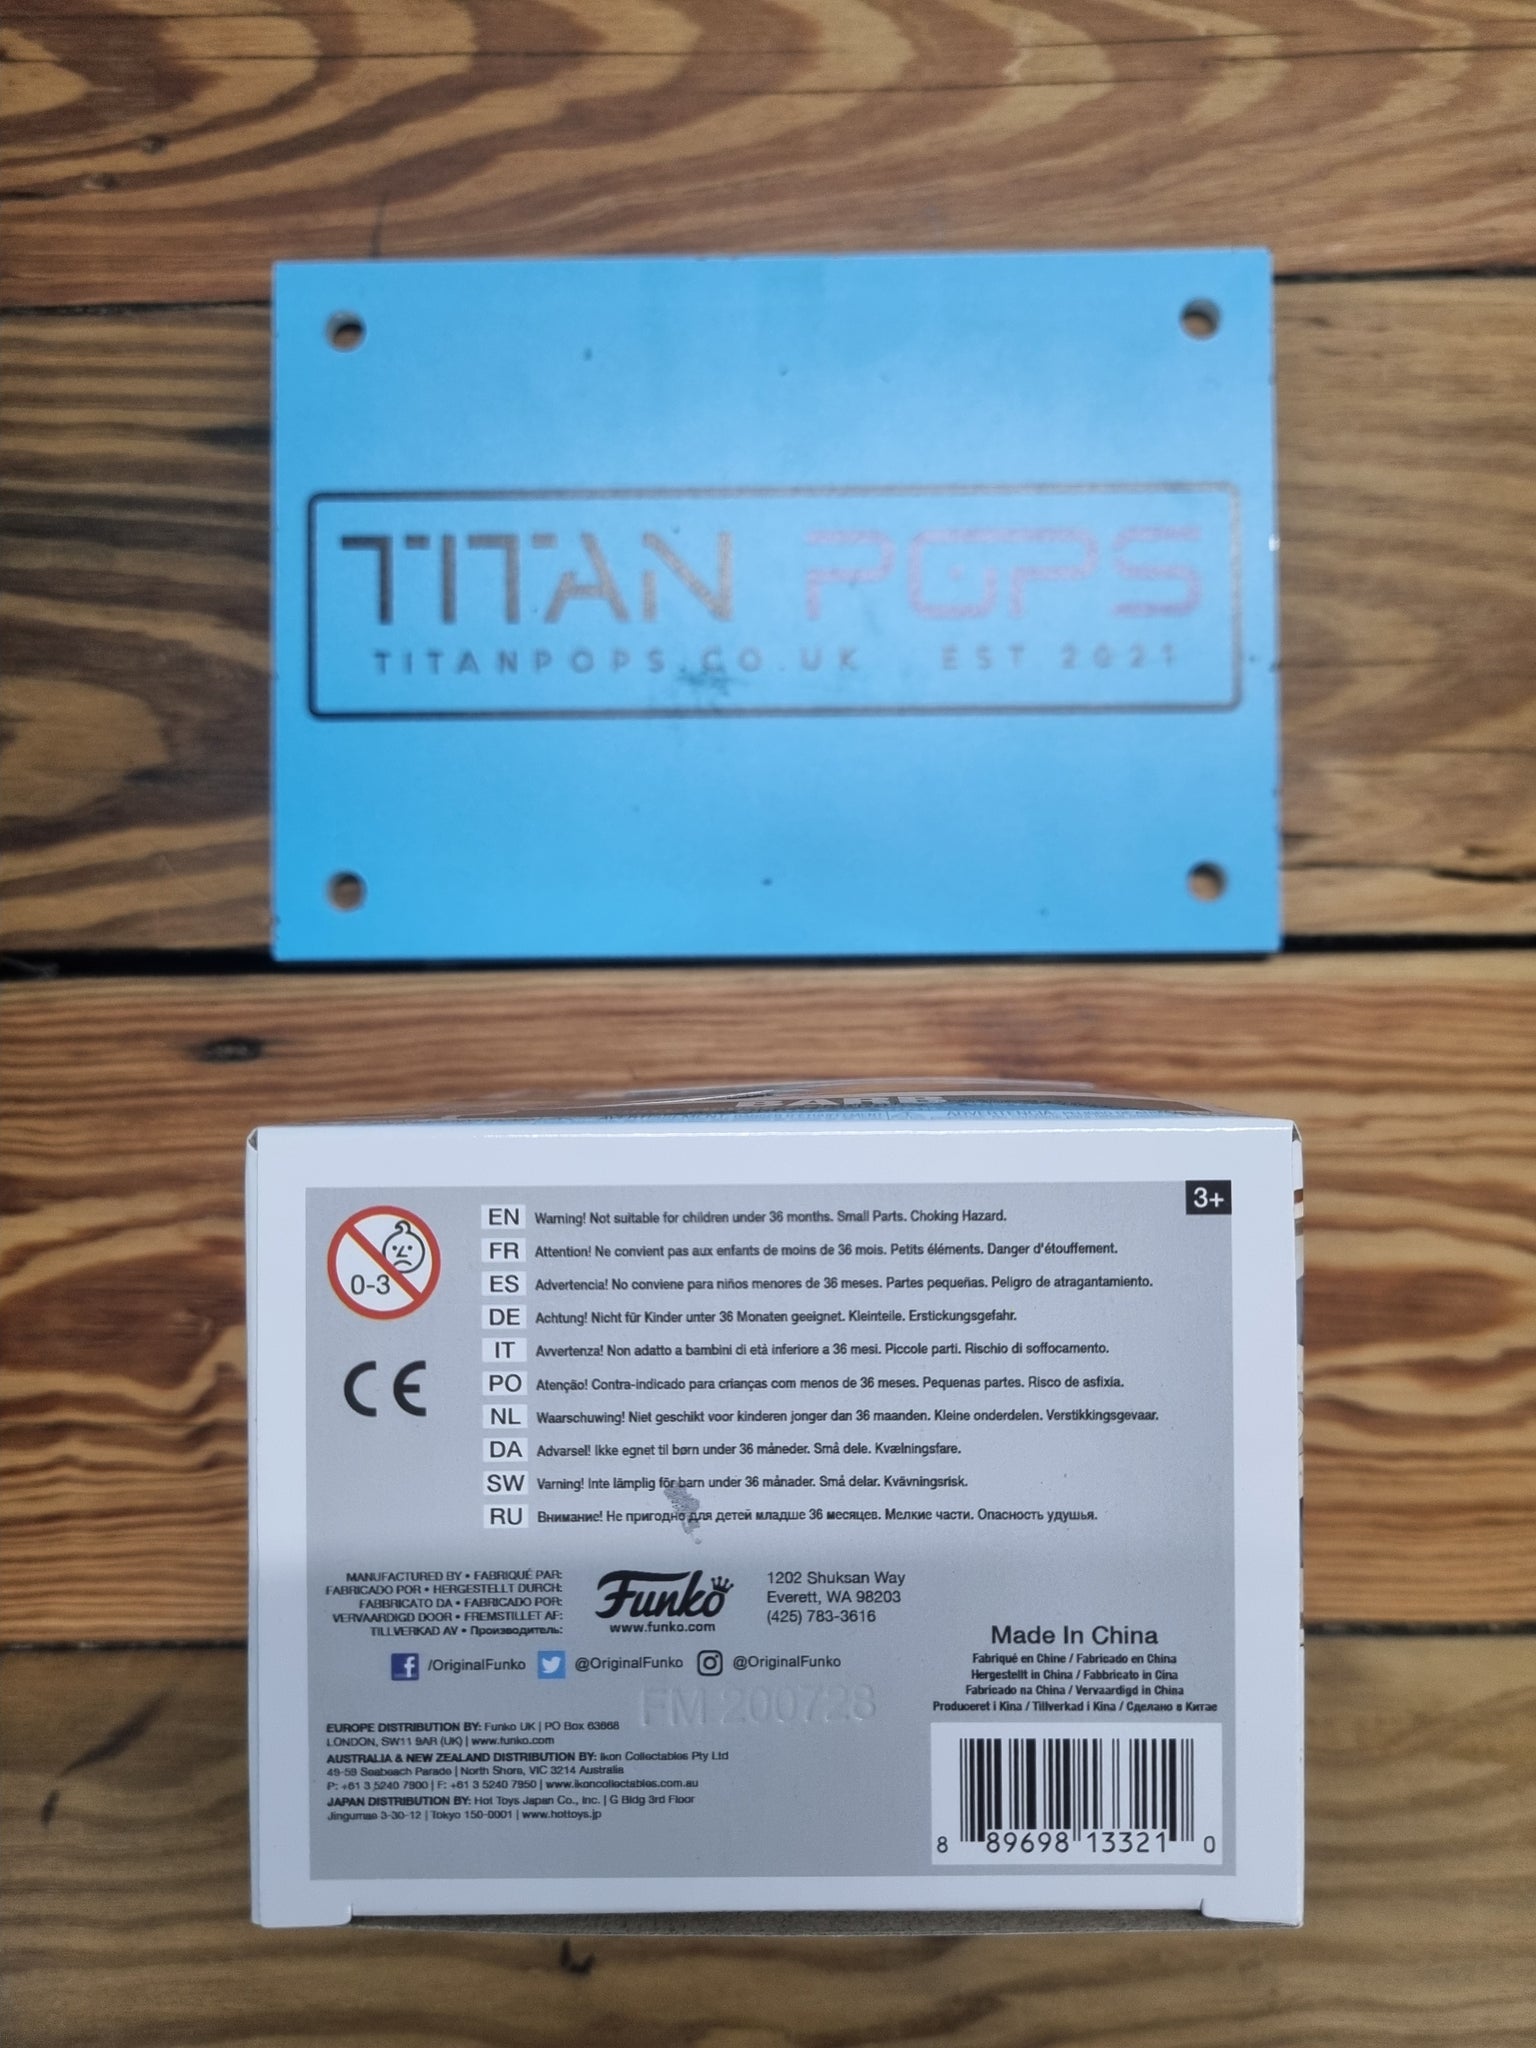 TITAN POPS
TITANPOPS.CO.UK EST 2021
BARB
3+
0-3
CE
EN Warning! Not suitable for children under 36 months. Small Parts. Choking Hazard.
FR Attention! Ne convient pas aux enfants de moins de 36 mois. Petits éléments. Danger d'étouffement.
ES Advertencia! No conviene para niños menores de 36 meses. Partes pequeñas. Peligro de atragantamiento.
DE Achtung! Nicht für Kinder unter 36 Monaten geeignet. Kleinteile. Erstickungsgefahr.
IT Avvertenza! Non adatto a bambini di età inferiore a 36 mesi. Piccole parti. Rischio di soffocamento.
PO Atenção! Contra-indicado para crianças com menos de 36 meses. Pequenas partes. Risco de asfixia.
NL Waarschuwing! Niet geschikt voor kinderen jonger dan 36 maanden. Kleine onderdelen. Verstikkingsgevaar.
DA Advarsel! Ikke egnet til børn under 36 måneder. Små dele. Kvælningsfare.
SW Varning! Inte lämplig för barn under 36 månader. Små delar. Kvävningsrisk.
RU Внимание! Не пригодно для детей младше 36 месяцев. Мелкие части. Опасность удушья.
MANUFACTURED BY • FABRIQUÉ PAR:
FABRICADO POR • HERGESTELLT DURCH:
FABBRICATO DA • FABRICADO POR:
VERVAARDIGD DOOR • FREMSTILLET AF:
TILLVERKAD AV • Производитель:
Funko
www.funko.com
1202 Shuksan Way
Everett, WA 98203
(425) 783-3616
/OriginalFunko @OriginalFunko @OriginalFunko
FM 200728
Made In China
Fabriqué en Chine / Fabricado en China
Hergestellt in China / Fabbricato in Cina
Fabricado na China / Vervaardigd in China
Produceret i Kina / Tillverkad i Kina / Сделано в Китае
EUROPE DISTRIBUTION BY: Funko UK | PO Box 63668
LONDON, SW11 9AR (UK) | www.funko.com
AUSTRALIA & NEW ZEALAND DISTRIBUTION BY: Ikon Collectables Pty Ltd
49-59 Seabeach Parade | North Shore, VIC 3214 Australia
P: +61 3 5240 7900 | F: +61 3 5240 7950 | www.ikoncollectables.com.au
JAPAN DISTRIBUTION BY: Hot Toys Japan Co., Inc. | G Bldg 3rd Floor
Jingumae 3-30-12 | Tokyo 150-0001 | www.hottoys.jp
8 89698 13321 0